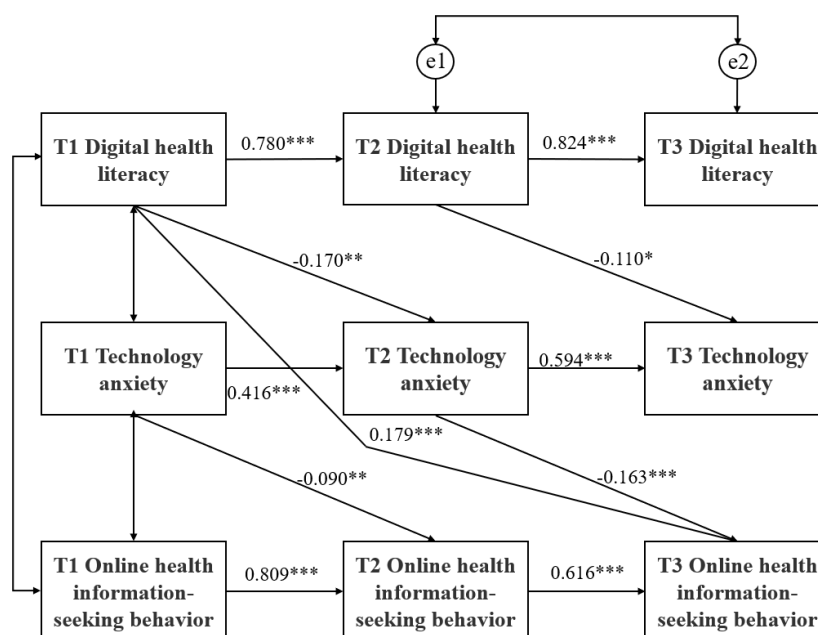 e1
e2
T1 Digital health
literacy
0.780***
T2 Digital health
literacy
0.824***
T3 Digital health
literacy
-0.170**
-0.110*
T1 Technology
anxiety
0.416***
T2 Technology
anxiety
0.594***
T3 Technology
anxiety
0.179***
-0.163***
-0.090**
T1 Online health
information-
seeking behavior
0.809***
T2 Online health
information-
seeking behavior
0.616***
T3 Online health
information-
seeking behavior